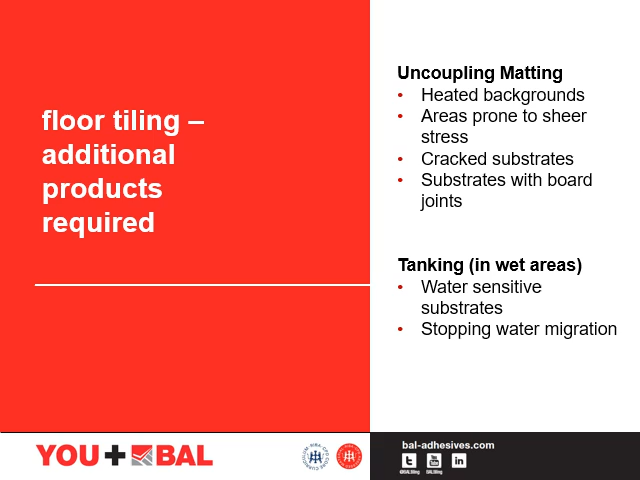 floor tiling –
additional
products
required
Uncoupling Matting
• Heated backgrounds
• Areas prone to sheer
stress
• Cracked substrates
• Substrates with board
joints
Tanking (in wet areas)
• Water sensitive
substrates
• Stopping water migration
YOU+BAL
bal-adhesives.com